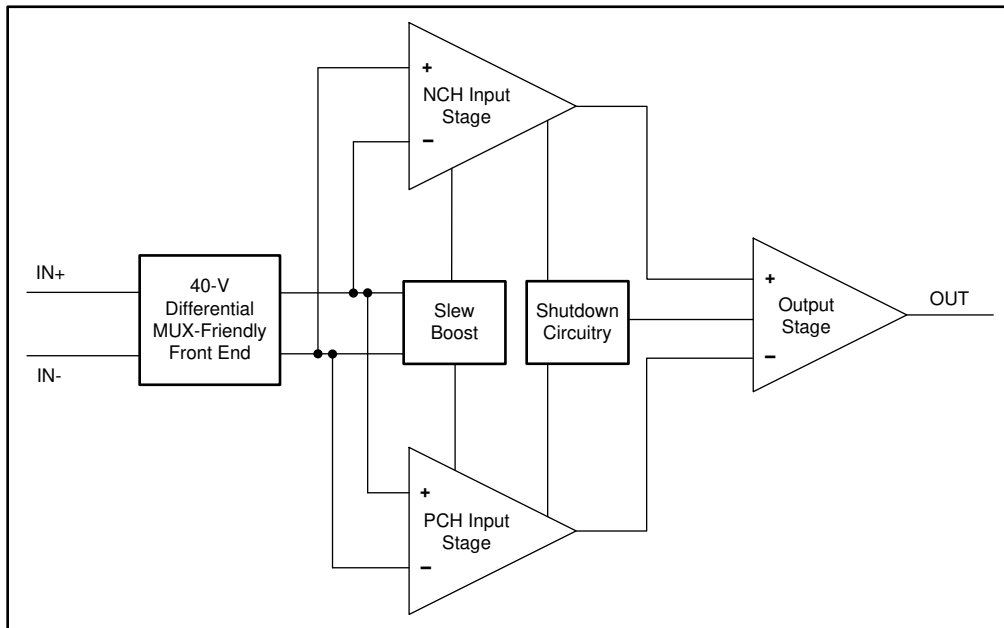 +
NCH Input
Stage
−
IN+
IN-
40-V
Differential
MUX-Friendly
Front End
Slew
Boost
Shutdown
Circuitry
+
Output
Stage
−
OUT
+
PCH Input
Stage
−